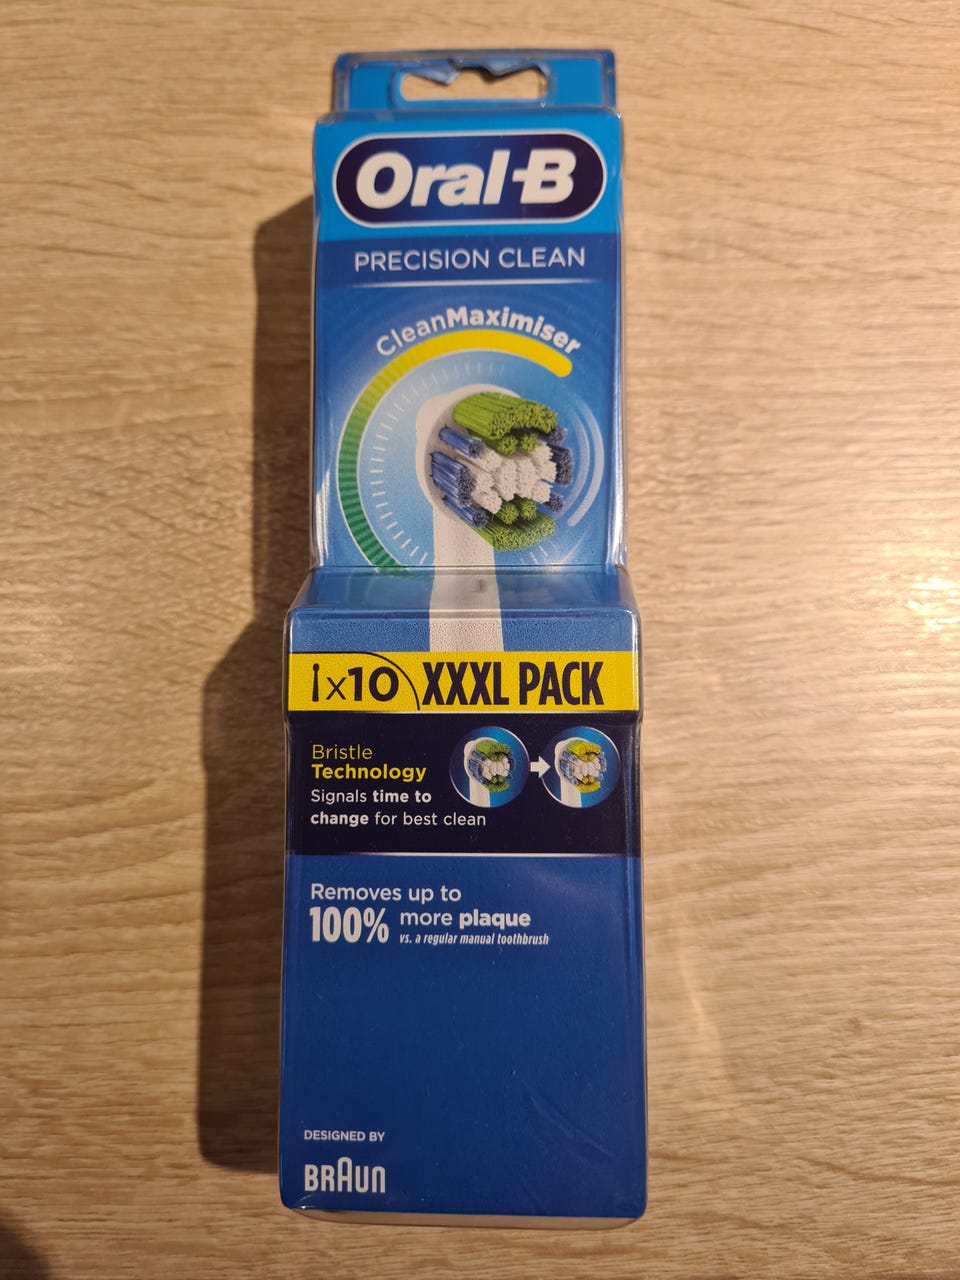 Oral-B
PRECISION CLEAN
CleanMaximiser
x10 XXXL PACK
Bristle
Technology
Signals time to
change for best clean
Removes up to
100% more plaque
vs. a regular manual toothbrush
DESIGNED BY
BRAUN